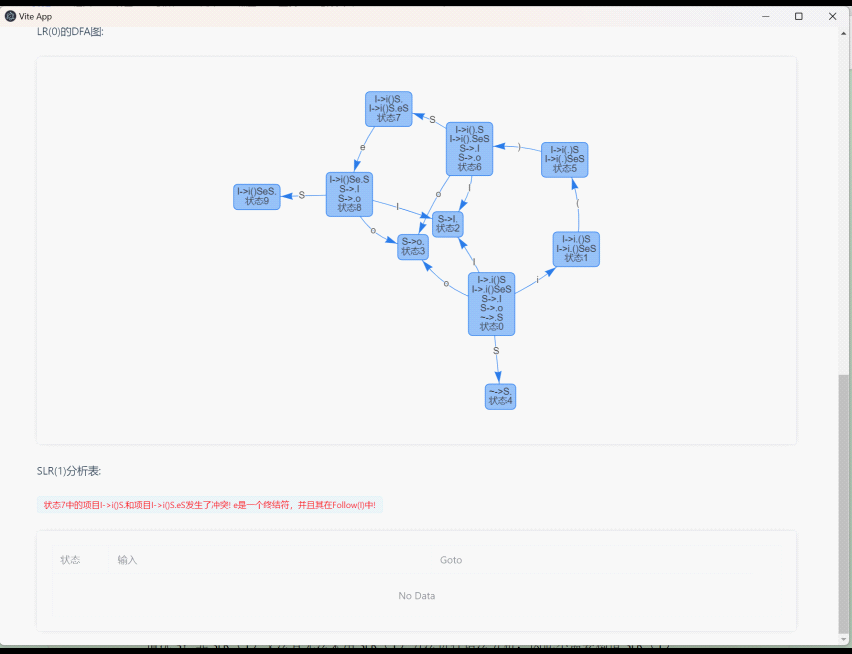 Vite App
LR(0)的DFA图:
I->i()S.
I->i()S.eS
状态7
S
I->i().S
I->i().SeS
S->.I
S->.o
状态6
)
I->i(.)S
I->i(.)SeS
状态5
e
I->i()SeS.
状态9
S
I->i()Se.S
S->.I
S->.o
状态8
I
o
I
(
S->I.
状态2
o
S->o.
状态3
I->i.()S
I->i.()SeS
状态1
I
o
i
I->.i()S
I->.i()SeS
S->.I
S->.o
~->.S
状态0
S
~->S.
状态4
SLR(1)分析表:
状态7中的项目I->i()S.和项目I->i()S.eS发生了冲突! e是一个终结符，并且其在Follow(I)中!
状态 输入 Goto
No Data